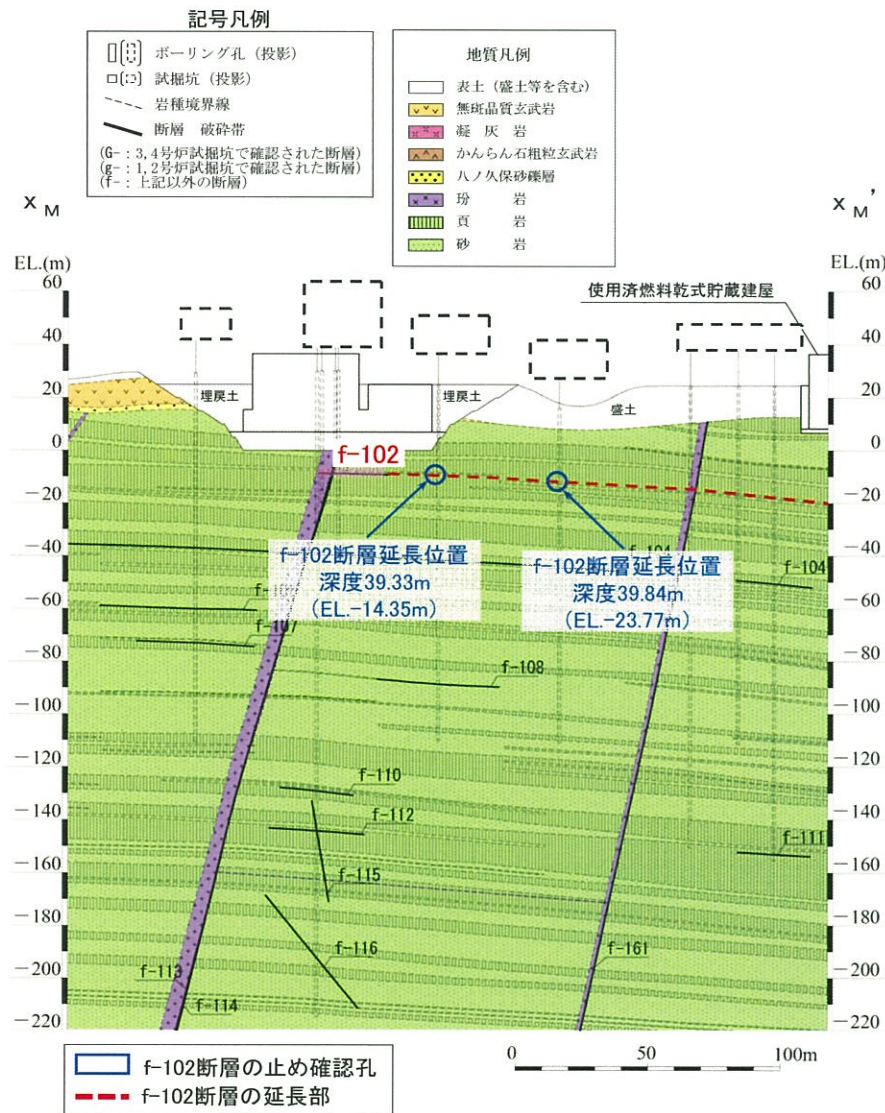 記号凡例
ボーリング孔(投影)
試掘坑(投影)
岩種境界線
断層 破砕帯
(G-:3,4号炉試掘坑で確認された断層)
(g-:1,2号炉試掘坑で確認された断層)
(f-:上記以外の断層)
地質凡例
表土(盛土等を含む)
無斑晶質玄武岩
凝灰岩
かんらん石粗粒玄武岩
八ノ久保砂礫層
玢岩
頁岩
砂岩
XM
XM'
EL.(m)
EL.(m)
使用済燃料乾式貯蔵建屋
60
60
40
40
20
20
埋戻土
埋戻土
盛土
0
0
f-102
-20
-20
-40
-40
f-102断層延長位置
深度39.33m
(EL.-14.35m)
f-102断層延長位置
深度39.84m
(EL.-23.77m)
f-104
-60
-60
f-107
-80
-80
f-108
-100
-100
-120
-120
f-110
-140
-140
f-112
f-111
-160
-160
f-115
-180
-180
f-116
f-161
-200
-200
f-113
f-114
-220
-220
f-102断層の止め確認孔
f-102断層の延長部
0
50
100m